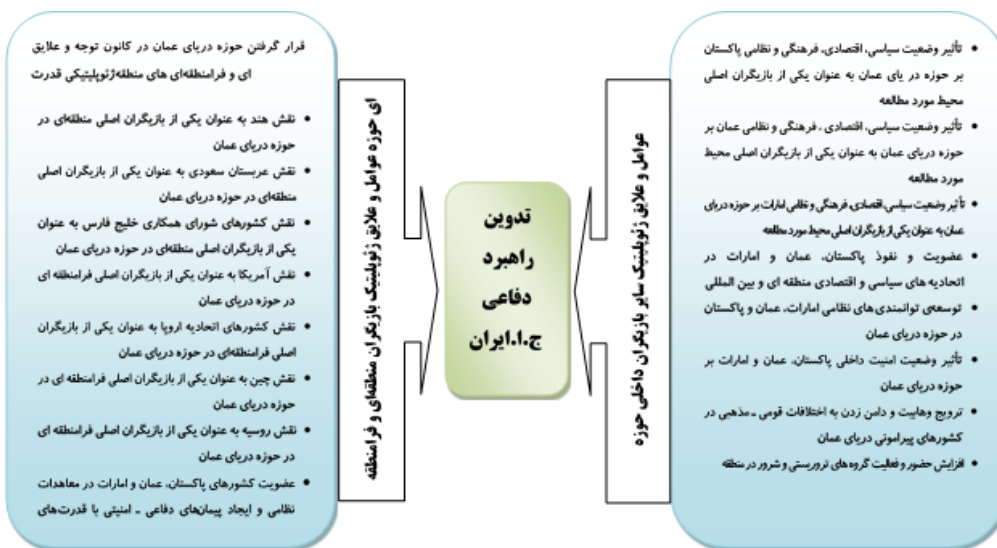 تأثیر وضعیت سیاسی، اقتصادی، فرهنگی و نظامی پاکستان
بر حوزه در یای عمان به عنوان یکی از بازیگران اصلی
محیط مورد مطالعه
تأثیر وضعیت سیاسی، اقتصادی ، فرهنگی و نظامی عمان بر
حوزه دریای عمان به عنوان یکی از بازیگران اصلی محیط
مورد مطالعه
تأثیر وضعیت سیاسی، اقتصادی، فرهنگی و نظامی امارات بر حوزه دریای
عمان به عنوان یکی از بازیگران اصلی محیط مورد مطالعه
عضویت و نفوذ پاکستان، عمان و امارات در
اتحادیه های سیاسی و اقتصادی منطقه ای و بین المللی
توسعه‌ی توانمندی های نظامی امارات، عمان و پاکستان
در حوزه دریای عمان
تأثیر وضعیت امنیت داخلی پاکستان، عمان و امارات بر
حوزه دریای عمان
ترویج وهابیت و دامن زدن به اختلافات قومی ـ مذهبی در
کشورهای پیرامونی دریای عمان
افزایش حضور و فعالیت گروه های تروریستی و شرور در منطقه
عوامل و علایق ژئوپلیتیک سایر بازیگران داخلی حوزه
تدوین
راهبرد
دفاعی
ج.ا.ایران
ای حوزه عوامل و علایق ژئوپلیتیک بازیگران منطقه‌ای و فرامنطقه
قرار گرفتن حوزه دریای عمان در کانون توجه و علایق
ای و فرامنطقه‌ای های منطقه‌ژئوپلیتیکی قدرت
نقش هند به عنوان یکی از بازیگران اصلی منطقه‌ای در
حوزه دریای عمان
نقش عربستان سعودی به عنوان یکی از بازیگران اصلی
منطقه‌ای در حوزه دریای عمان
نقش کشورهای شورای همکاری خلیج فارس به عنوان
یکی از بازیگران اصلی منطقه‌ای در حوزه دریای عمان
نقش آمریکا به عنوان یکی از بازیگران اصلی فرامنطقه ای
در حوزه دریای عمان
نقش کشورهای اتحادیه اروپا به عنوان یکی از بازیگران
اصلی فرامنطقه‌ای در حوزه دریای عمان
نقش چین به عنوان یکی از بازیگران اصلی فرامنطقه ای در
حوزه دریای عمان
نقش روسیه به عنوان یکی از بازیگران اصلی فرامنطقه ای
در حوزه دریای عمان
عضویت کشورهای پاکستان، عمان و امارات در معاهدات
نظامی و ایجاد پیمان‌های دفاعی ـ امنیتی با قدرت‌های